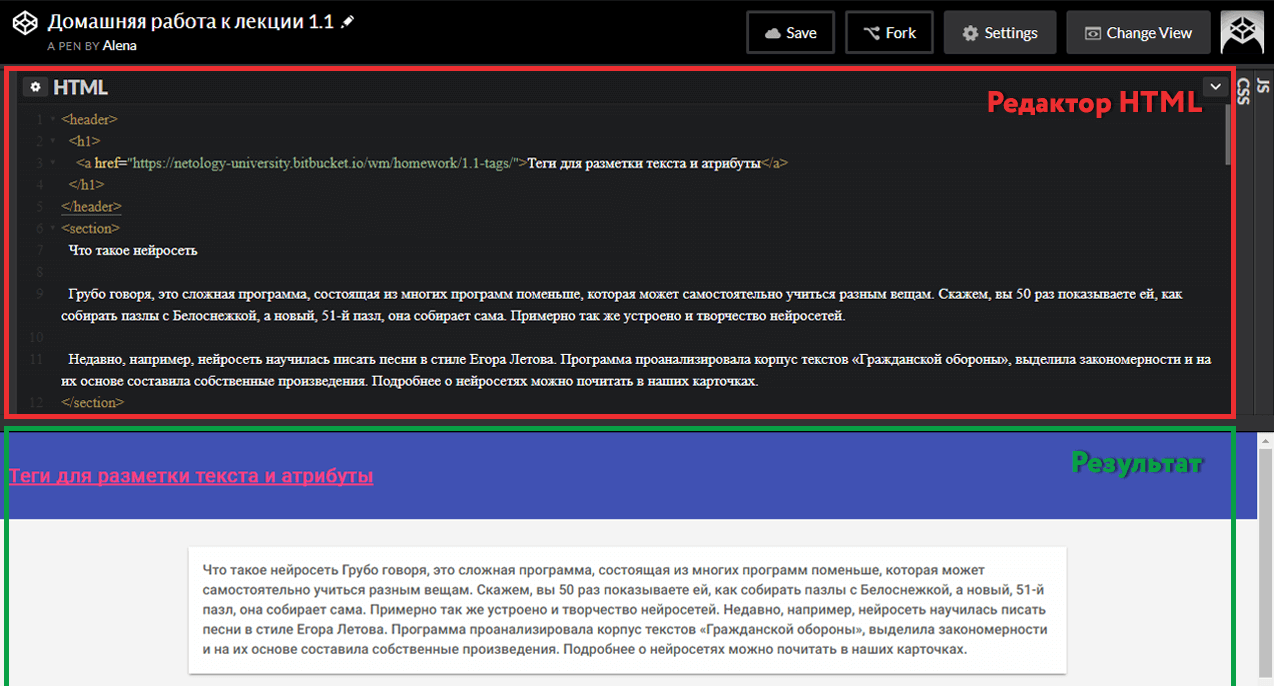 Домашняя работа к лекции 1.1
A PEN BY Alena
Save
Fork
Settings
Change View
HTML
Редактор HTML
CSS
JS
1 <header>
2 <h1>
3 <a href="https://netology-university.bitbucket.io/wm/homework/1.1-tags/">Теги для разметки текста и атрибуты</a>
4 </h1>
5 </header>
6 <section>
7 Что такое нейросеть
8
9 Грубо говоря, это сложная программа, состоящая из многих программ поменьше, которая может самостоятельно учиться разным вещам. Скажем, вы 50 раз показываете ей, как
собирать пазлы с Белоснежкой, а новый, 51-й пазл, она собирает сама. Примерно так же устроено и творчество нейросетей.
10
11 Недавно, например, нейросеть научилась писать песни в стиле Егора Летова. Программа проанализировала корпус текстов «Гражданской обороны», выделила закономерности и на
их основе составила собственные произведения. Подробнее о нейросетях можно почитать в наших карточках.
12 </section>
Результат
Теги для разметки текста и атрибуты
Что такое нейросеть Грубо говоря, это сложная программа, состоящая из многих программ поменьше, которая может
самостоятельно учиться разным вещам. Скажем, вы 50 раз показываете ей, как собирать пазлы с Белоснежкой, а новый, 51-й
пазл, она собирает сама. Примерно так же устроено и творчество нейросетей. Недавно, например, нейросеть научилась писать
песни в стиле Егора Летова. Программа проанализировала корпус текстов «Гражданской обороны», выделила закономерности
и на их основе составила собственные произведения. Подробнее о нейросетях можно почитать в наших карточках.